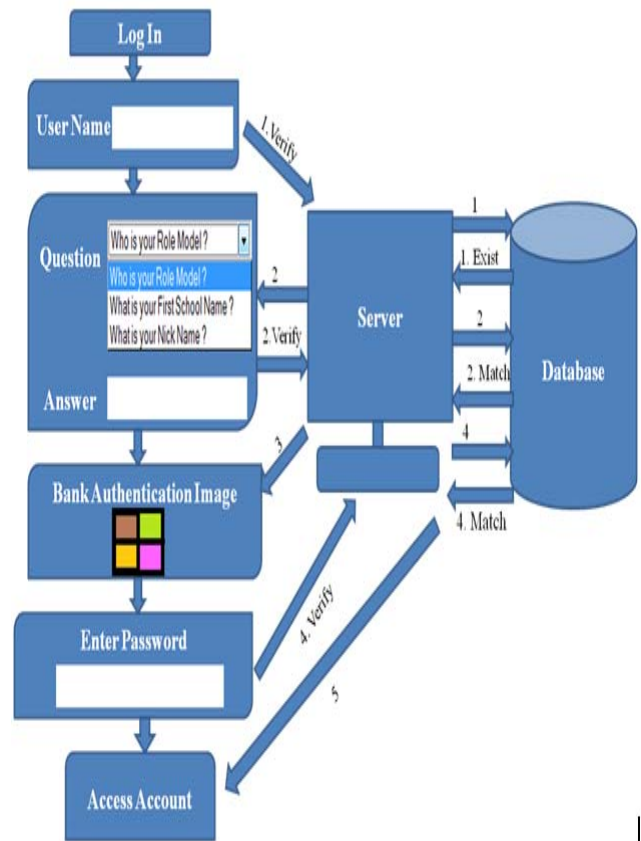 Log In
User Name
1. Verify
Question
Who is your Role Model ?
Who is your Role Model ?
What is your First School Name ?
What is your Nick Name ?
Answer
2
2.Verify
Server
1
1. Exist
2
2. Match
4
4. Match
Database
3
Bank Authentication Image
4. Verify
Enter Password
5
Access Account